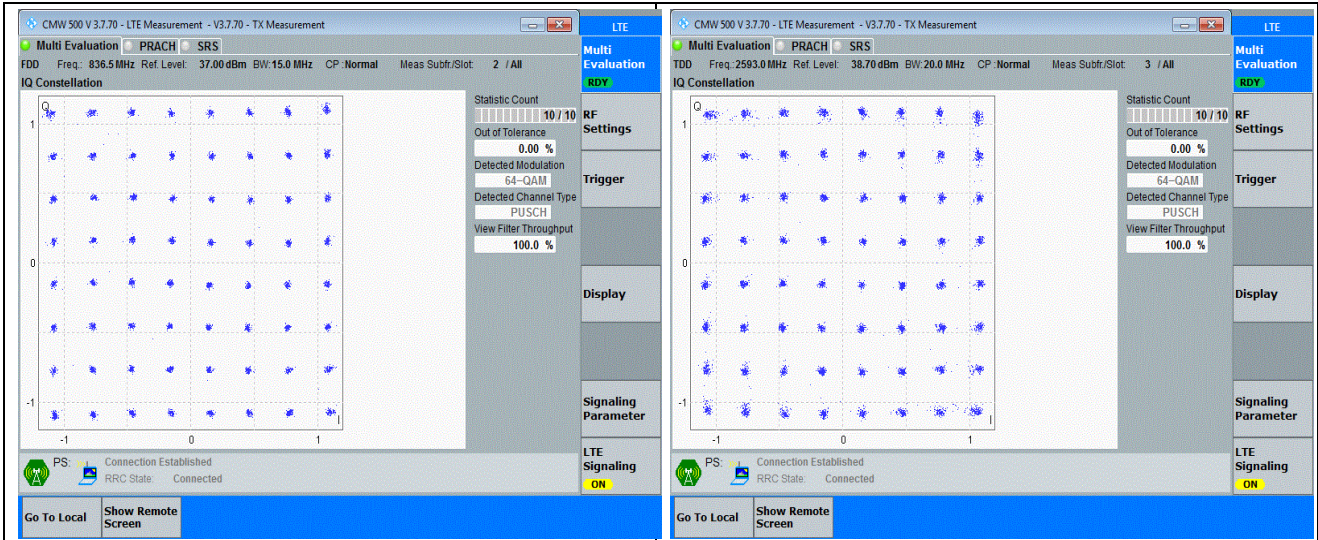 CMW 500 V 3.7.70 - LTE Measurement - V3.7.70 - TX Measurement
LTE
Multi Evaluation PRACH SRS
Multi Evaluation
RDY
FDD Freq.: 836.5 MHz Ref. Level: 37.00 dBm BW: 15.0 MHz CP : Normal Meas Subfr./Slot: 2 / All
IQ Constellation
Q
1
0
-1
I
-1 0 1
Statistic Count
10 / 10
Out of Tolerance
0.00 %
Detected Modulation
64-QAM
Detected Channel Type
PUSCH
View Filter Throughput
100.0 %
RF Settings
Trigger
Display
Signaling Parameter
LTE Signaling
ON
PS: Connection Established
RRC State: Connected
Go To Local
Show Remote Screen
CMW 500 V 3.7.70 - LTE Measurement - V3.7.70 - TX Measurement
LTE
Multi Evaluation PRACH SRS
Multi Evaluation
RDY
TDD Freq.: 2593.0 MHz Ref. Level: 38.70 dBm BW: 20.0 MHz CP : Normal Meas Subfr./Slot: 3 / All
IQ Constellation
Q
1
0
-1
I
-1 0 1
Statistic Count
10 / 10
Out of Tolerance
0.00 %
Detected Modulation
64-QAM
Detected Channel Type
PUSCH
View Filter Throughput
100.0 %
RF Settings
Trigger
Display
Signaling Parameter
LTE Signaling
ON
PS: Connection Established
RRC State: Connected
Go To Local
Show Remote Screen